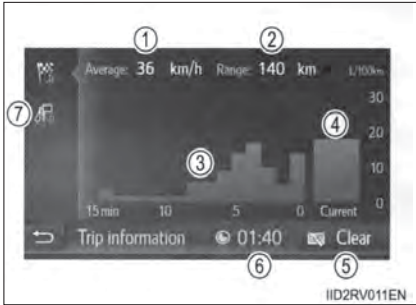 ① ②
Average: 36 km/h Range: 140 km L/100km
30
⑦
④
20
③
10
15 min 10 5 0 Current 0
Trip information 01:40 Clear
⑥ ⑤
IID2RV011EN